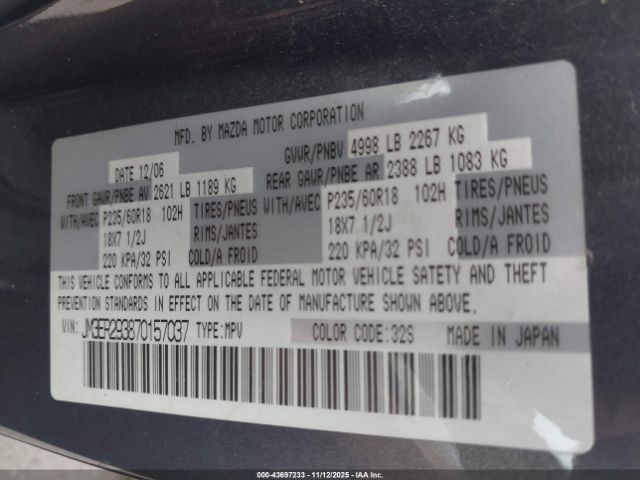 MFD. BY MAZDA MOTOR CORPORATION
DATE 12/06 GVWR/PNBV 4998 LB 2267 KG
FRONT GAWR/PNBE AV 2621 LB 1189 KG REAR GAWR/PNBE AR 2388 LB 1083 KG
WITH/AVEC P235/60R18 102H TIRES/PNEUS WITH/AVEC P235/60R18 102H TIRES/PNEUS
18X7 1/2J RIMS/JANTES 18X7 1/2J RIMS/JANTES
220 KPA/32 PSI COLD/A FROID 220 KPA/32 PSI COLD/A FROID
THIS VEHICLE CONFORMS TO ALL APPLICABLE FEDERAL MOTOR VEHICLE SAFETY AND THEFT
PREVENTION STANDARDS IN EFFECT ON THE DATE OF MANUFACTURE SHOWN ABOVE.
VIN: JM3ER293870157037 TYPE:MPV COLOR CODE:32S MADE IN JAPAN
000-43697233 - 11/12/2025 - IAAI.COM